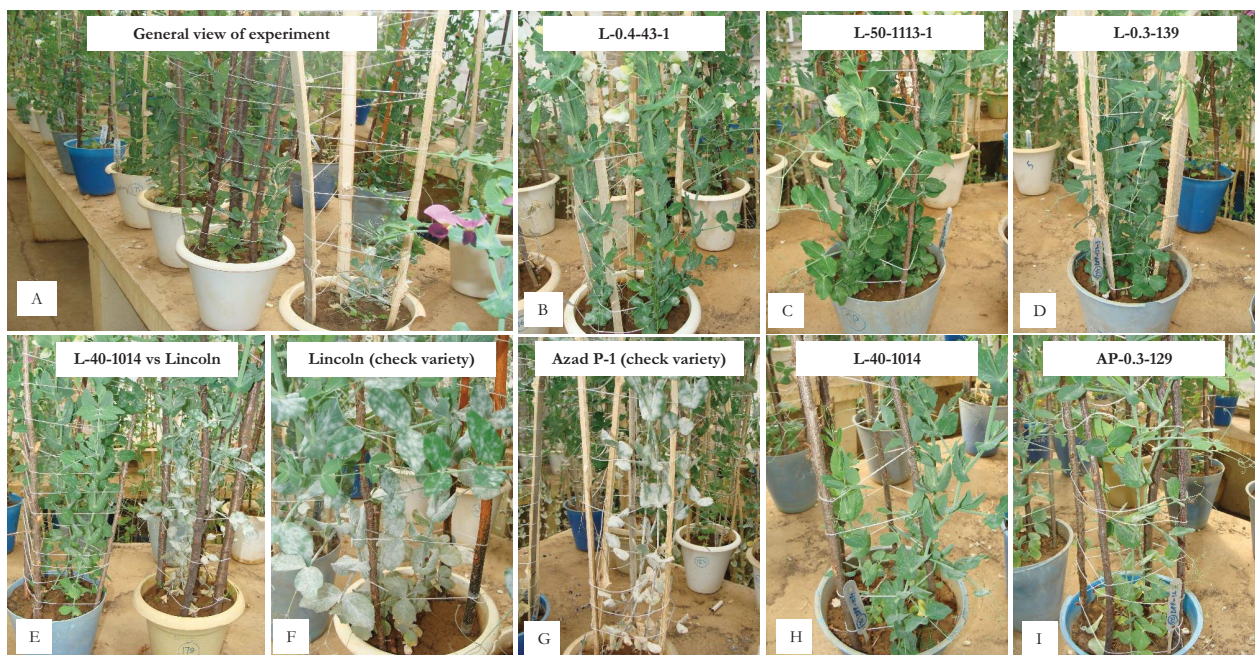 General view of experiment
A
L-0.4-43-1
B
L-50-1113-1
C
L-0.3-139
D
L-40-1014 vs Lincoln
E
Lincoln (check variety)
F
Azad P-1 (check variety)
G
L-40-1014
H
AP-0.3-129
I